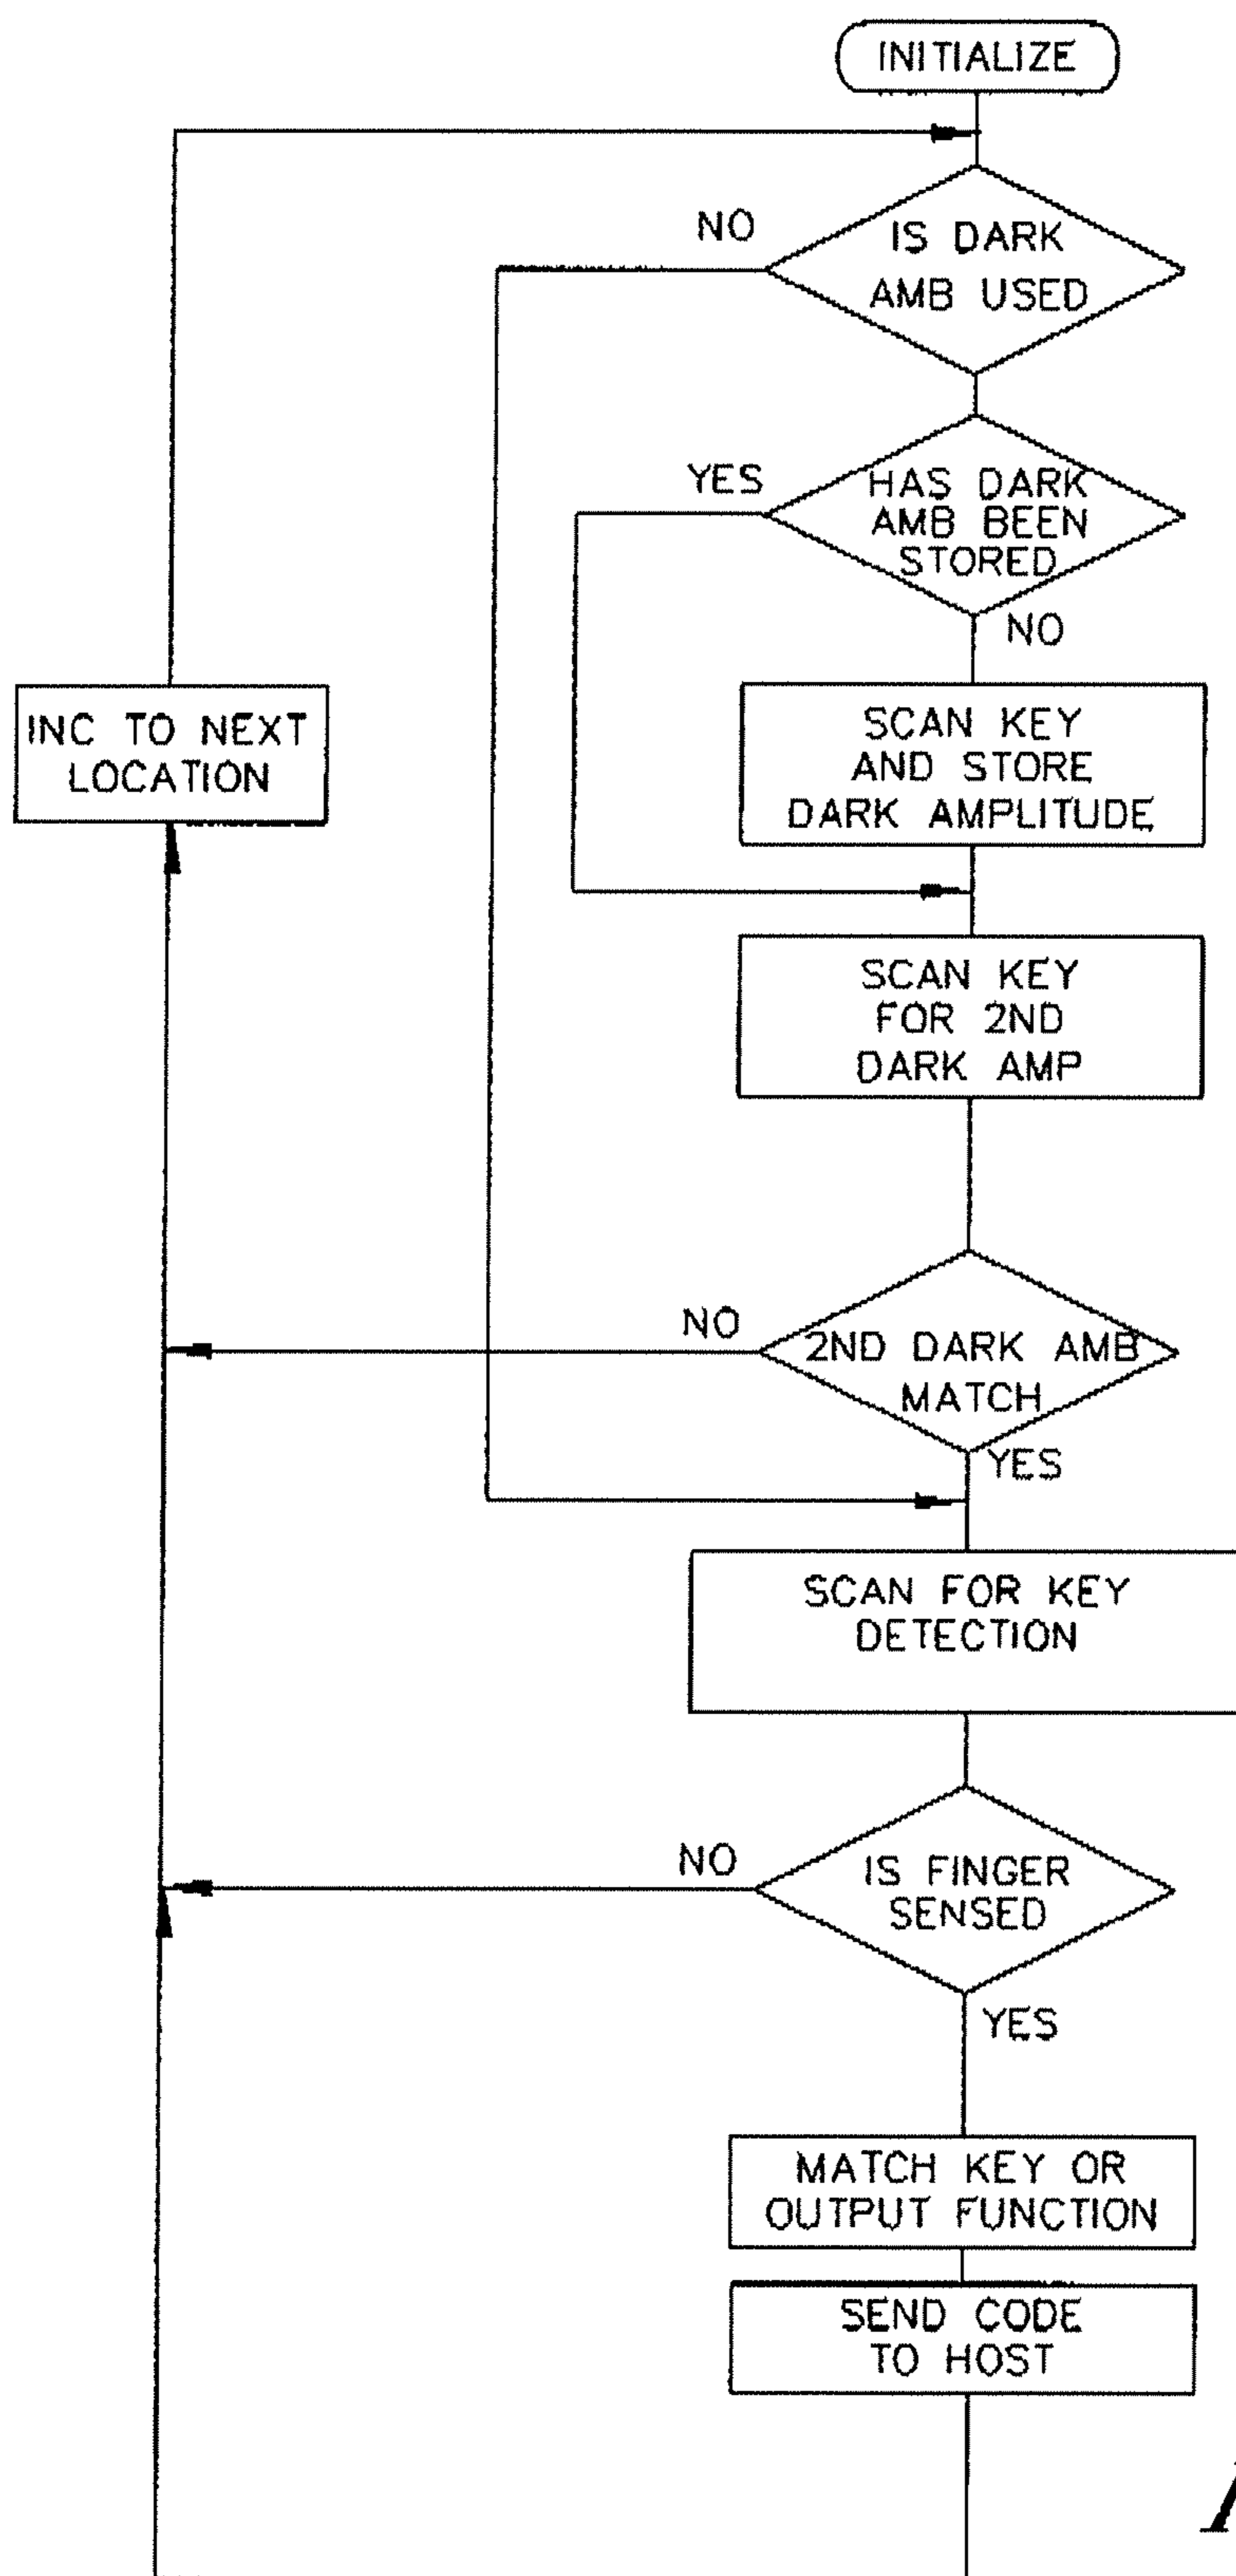 INITIALIZE
NO
IS DARK
AMB USED
YES
HAS DARK
AMB BEEN
STORED
NO
INC TO NEXT
LOCATION
SCAN KEY
AND STORE
DARK AMPLITUDE
SCAN KEY
FOR 2ND
DARK AMP
NO
2ND DARK AMB
MATCH
YES
SCAN FOR KEY
DETECTION
NO
IS FINGER
SENSED
YES
MATCH KEY OR
OUTPUT FUNCTION
SEND CODE
TO HOST